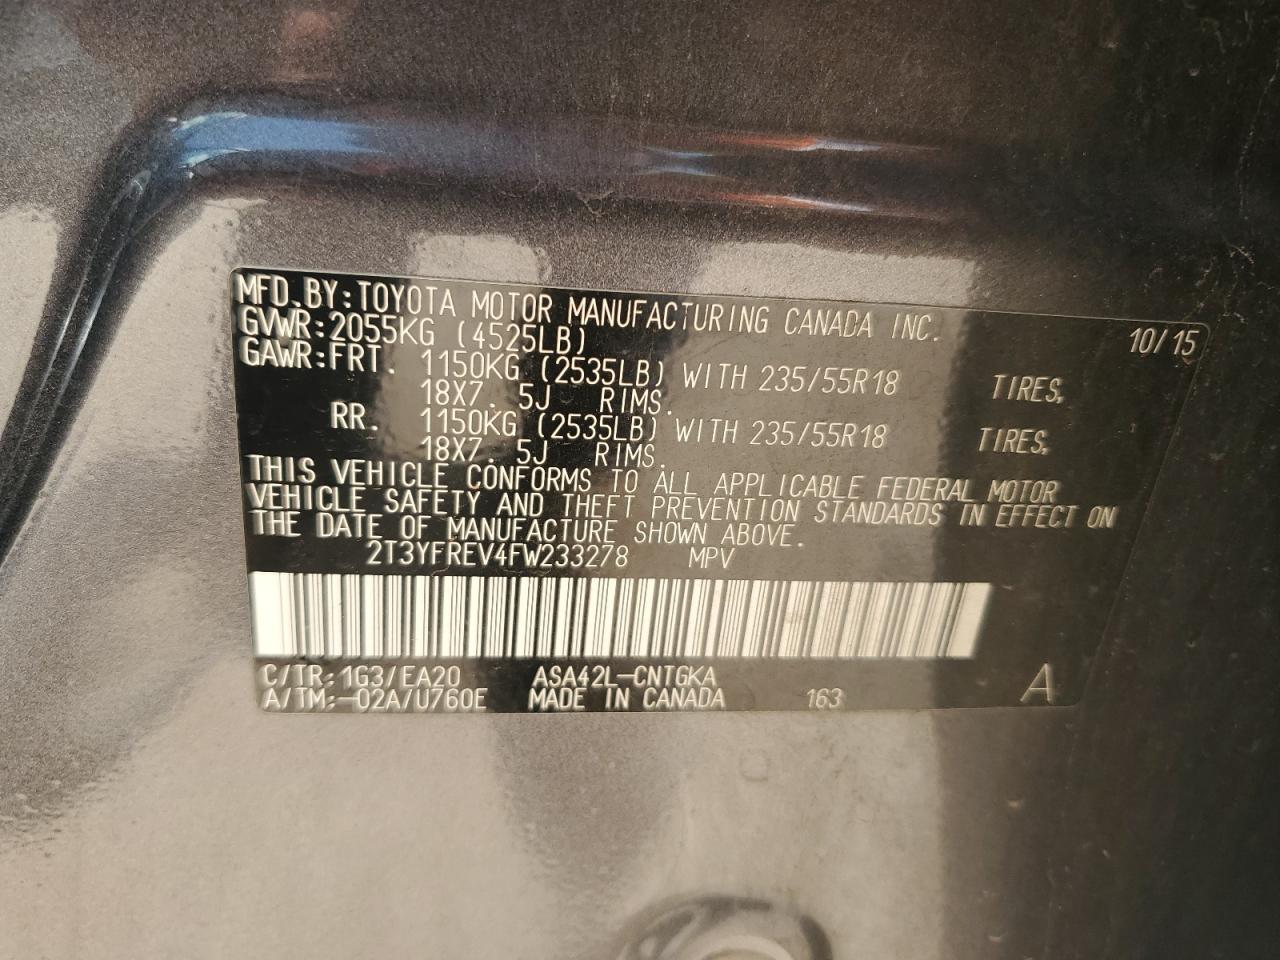 MFD.BY:TOYOTA MOTOR MANUFACTURING CANADA INC. 10/15
GVWR:2055KG (4525LB)
GAWR:FRT. 1150KG (2535LB) WITH 235/55R18 TIRES,
18X7. 5J RIMS.
RR. 1150KG (2535LB) WITH 235/55R18 TIRES,
18X7. 5J RIMS.
THIS VEHICLE CONFORMS TO ALL APPLICABLE FEDERAL MOTOR
VEHICLE SAFETY AND THEFT PREVENTION STANDARDS IN EFFECT ON
THE DATE OF MANUFACTURE SHOWN ABOVE.
2T3YFREV4FW233278 MPV
C/TR:1G3/EA20 ASA42L-CNTGKA
A/TM:-02A/U760E MADE IN CANADA 163 A